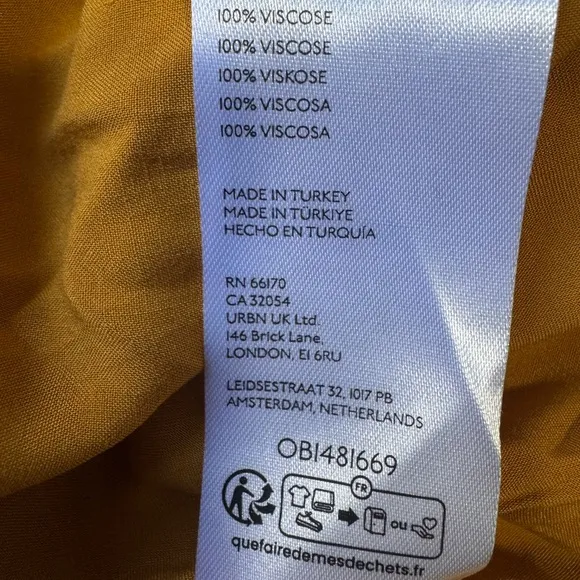 100% VISCOSE
100% VISCOSE
100% VISKOSE
100% VISCOSA
100% VISCOSA
MADE IN TURKEY
MADE IN TÜRKİYE
HECHO EN TURQUÍA
RN 66170
CA 32054
URBN UK Ltd.
146 Brick Lane,
LONDON, E1 6RU
LEIDSESTRAAT 32, 1017 PB
AMSTERDAM, NETHERLANDS
OB1481669
FR
ou
quefairedemesdechets.fr